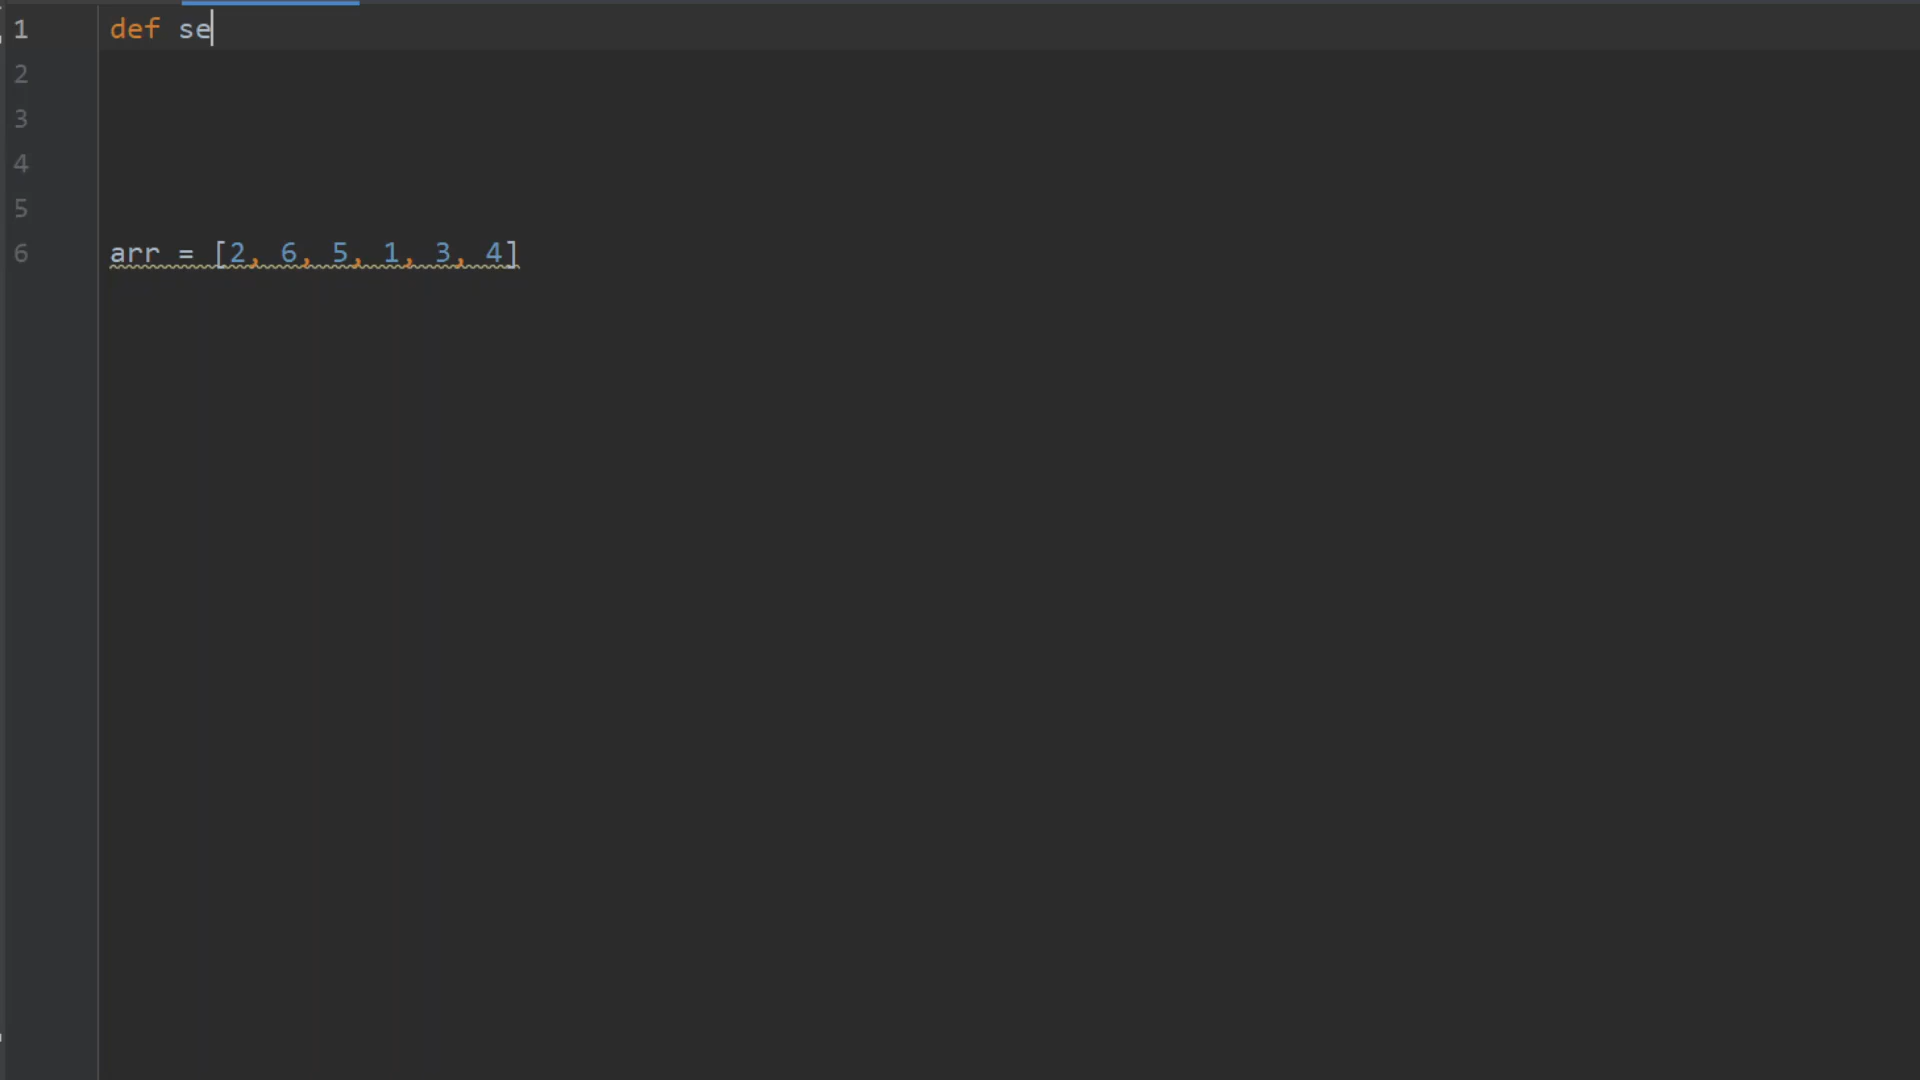 1 def se
2
3
4
5
6 arr = [2, 6, 5, 1, 3, 4]